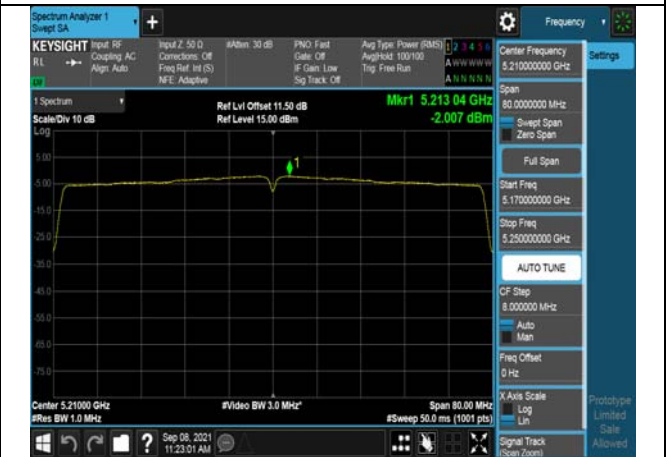 Spectrum Analyzer 1
Swept SA
+
Frequency
KEYSIGHT
Input: RF
Input Z: 50 Ω
#Atten: 30 dB
PNO: Fast
Avg Type: Power (RMS)
1 2 3 4 5 6
RL
Coupling: AC
Corrections: Off
Gate: Off
Avg|Hold: 100/100
A W W W W W
Align: Auto
Freq Ref: Int (S)
IF Gain: Low
Trig: Free Run
NFE: Adaptive
Sig Track: Off
A N N N N N
1 Spectrum
Scale/Div 10 dB
Ref Lvl Offset 11.50 dB
Ref Level 15.00 dBm
Mkr1 5.213 04 GHz
-2.007 dBm
Log
1
5.00
-5.00
-15.0
-25.0
-35.0
-45.0
-55.0
-65.0
-75.0
Center 5.21000 GHz
#Video BW 3.0 MHz*
Span 80.00 MHz
#Res BW 1.0 MHz
#Sweep 50.0 ms (1001 pts)
Center Frequency
5.210000000 GHz
Settings
Span
80.0000000 MHz
Swept Span
Zero Span
Full Span
Start Freq
5.170000000 GHz
Stop Freq
5.250000000 GHz
AUTO TUNE
CF Step
8.000000 MHz
Auto
Man
Freq Offset
0 Hz
X Axis Scale
Log
Lin
Prototype
Limited
Sale
Allowed
Signal Track
(Span Zoom)
?
Sep 08, 2021
11:23:01 AM